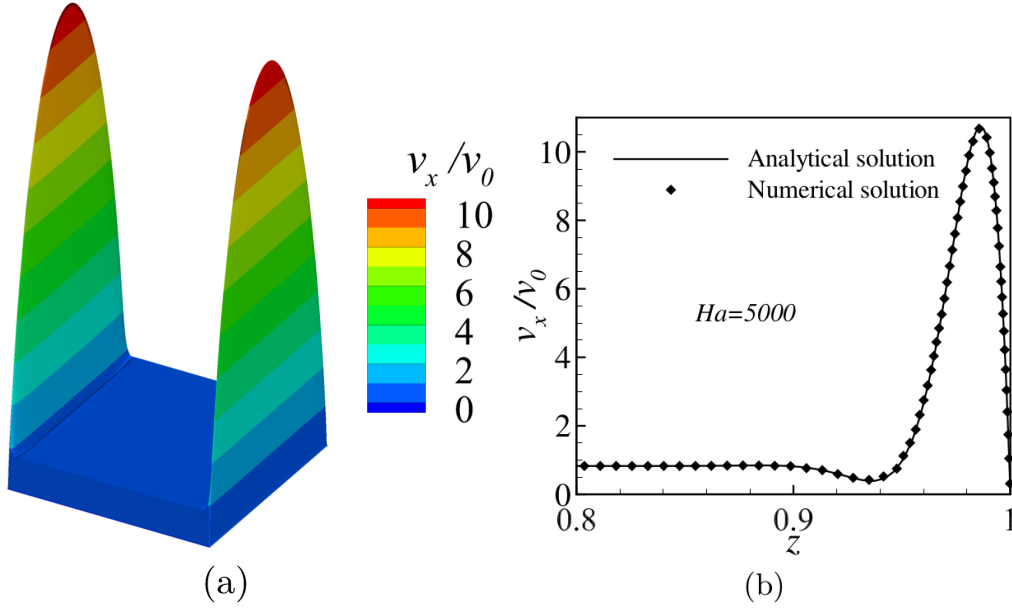 v_x /v_0
10
8
6
4
2
0
(a)
10
8
6
4
2
0
v_x /v_0
Analytical solution
Numerical solution
Ha=5000
0.8
0.9
1
z
(b)